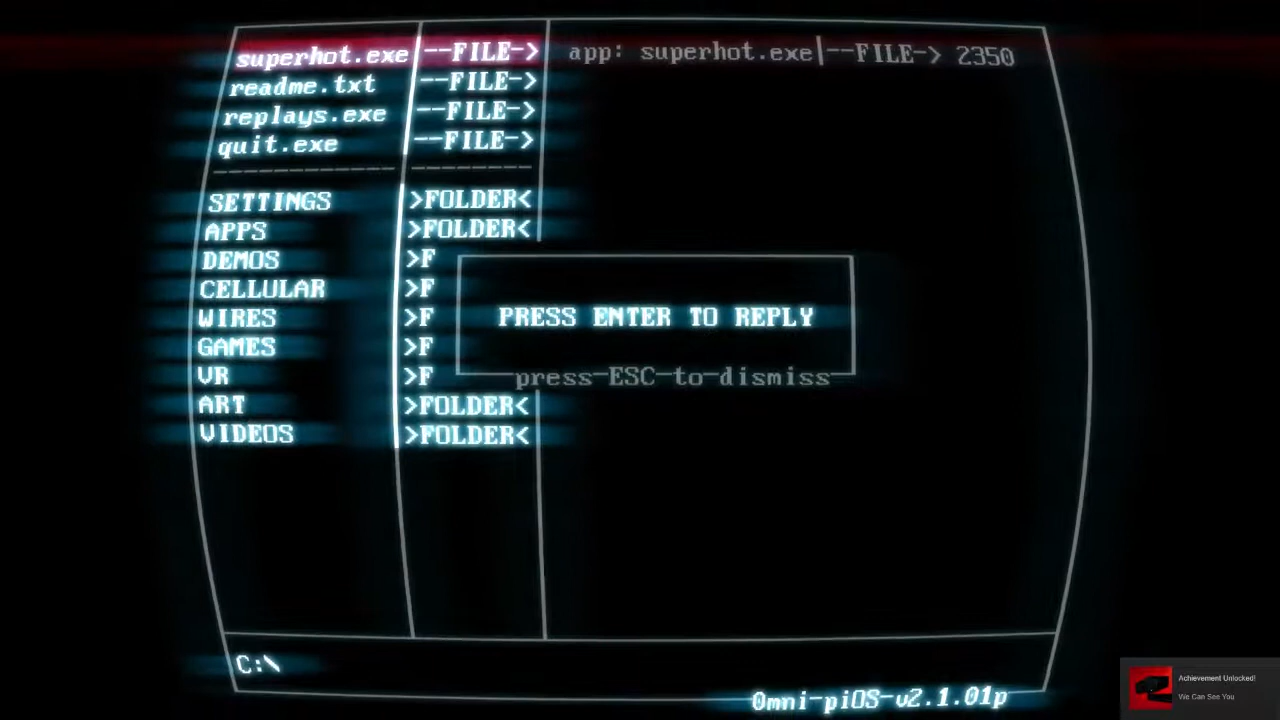 superhot.exe --FILE-> app: superhot.exe|--FILE-> 2350
readme.txt --FILE->
replays.exe --FILE->
quit.exe --FILE->
SETTINGS >FOLDER<
APPS >FOLDER<
DEMOS >F
CELLULAR >F
WIRES >F
PRESS ENTER TO REPLY
GAMES >F
VR >F
press-ESC-to-dismiss
ART >FOLDER<
VIDEOS >FOLDER<
C:\
0mni-piOS-v2.1.01p
Achievement Unlocked!
We Can See You